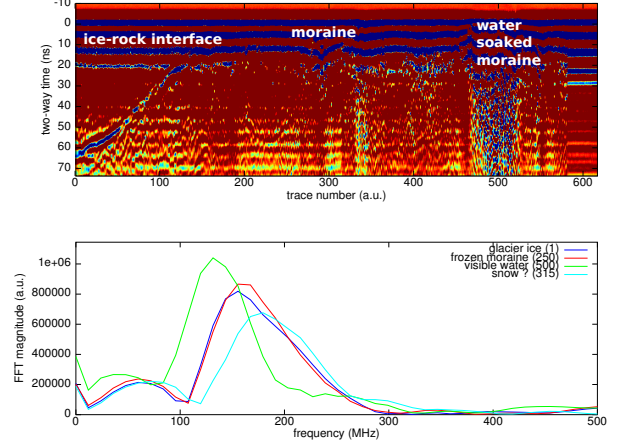 -10
0
10
20
30
40
50
60
70
two-way time (ns)
ice-rock interface
moraine
water
soaked
moraine
0 100 200 300 400 500 600
trace number (a.u.)
FFT magnitude (a.u.)
1e+06
800000
600000
400000
200000
0
glacier ice (1)
frozen moraine (250)
visible water (500)
snow ? (315)
0 100 200 300 400 500
frequency (MHz)